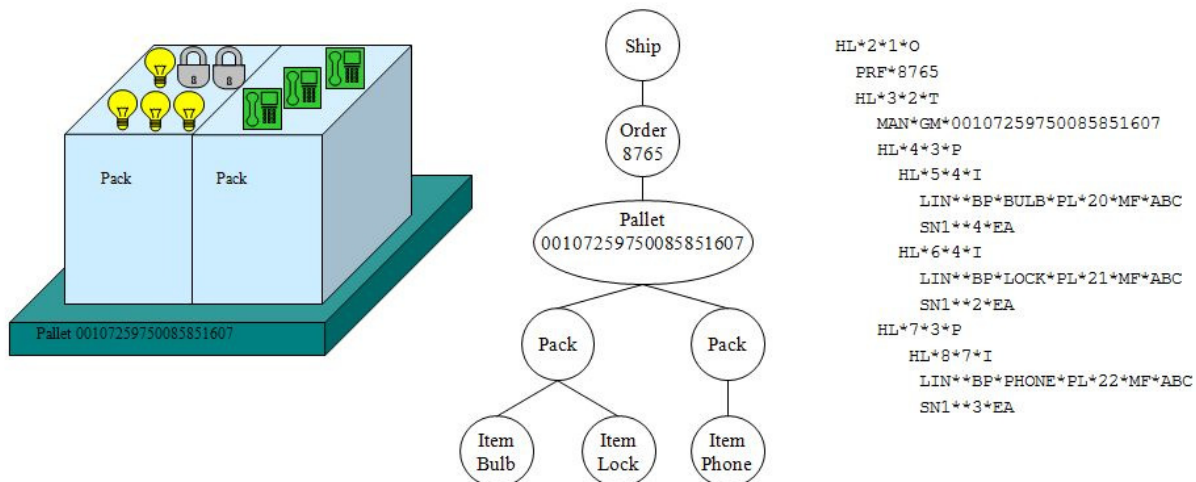 Pack
Pack
Pallet 00107259750085851607
Ship
Order
8765
Pallet
00107259750085851607
Pack
Pack
Item
Bulb
Item
Lock
Item
Phone
HL*2*1*O
PRF*8765
HL*3*2*T
MAN*GM*00107259750085851607
HL*4*3*P
HL*5*4*I
LIN**BP*BULB*PL*20*MF*ABC
SN1**4*EA
HL*6*4*I
LIN**BP*LOCK*PL*21*MF*ABC
SN1**2*EA
HL*7*3*P
HL*8*7*I
LIN**BP*PHONE*PL*22*MF*ABC
SN1**3*EA